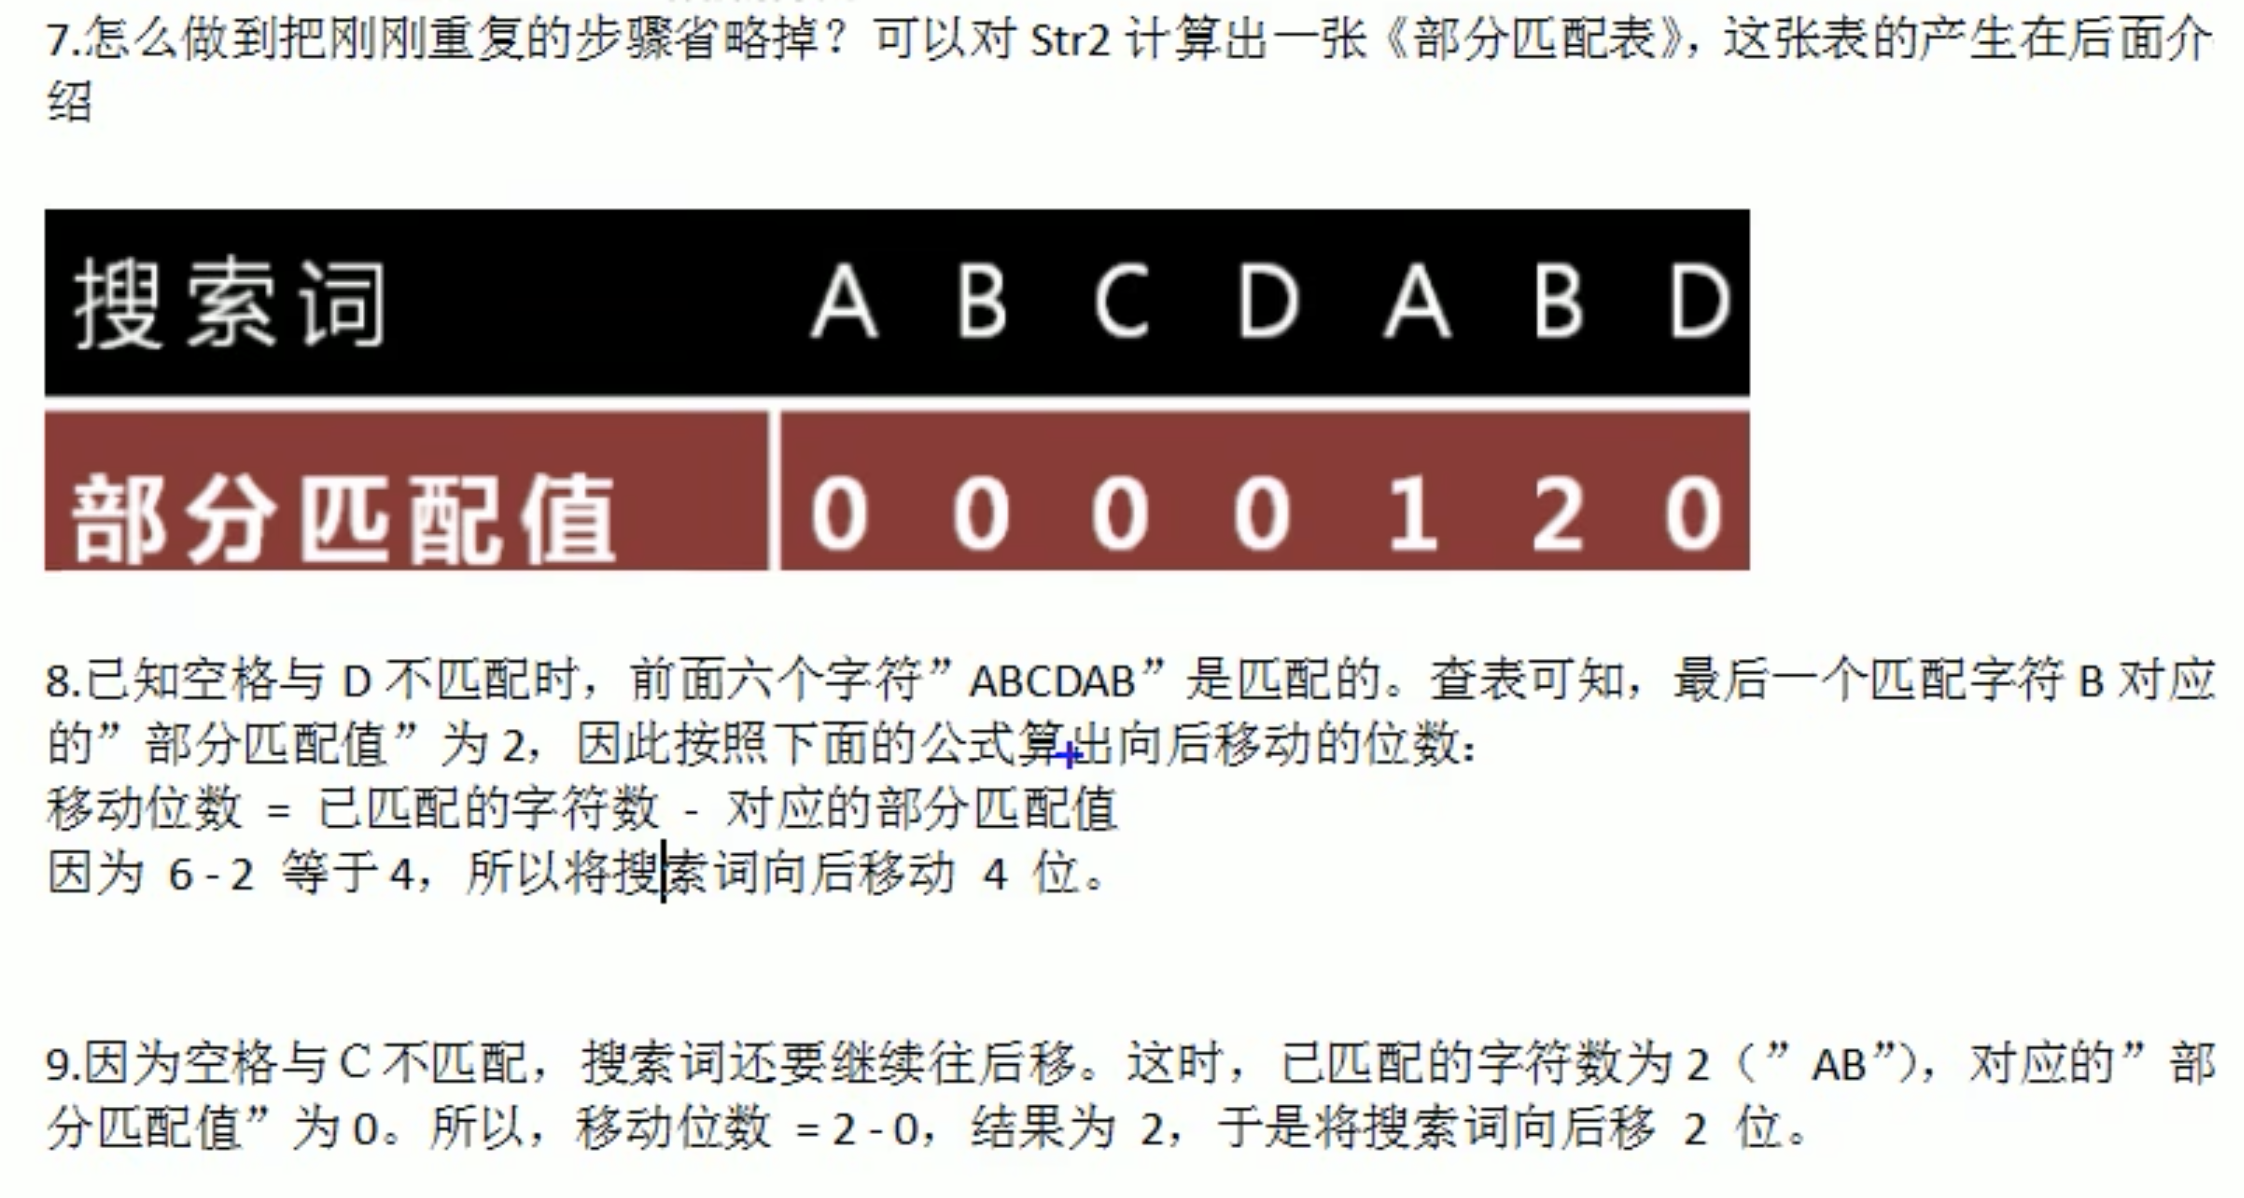 7.怎么做到把刚刚重复的步骤省略掉？可以对 Str2 计算出一张《部分匹配表》，这张表的产生在后面介
绍
搜索词 A B C D A B D
部分匹配值 0 0 0 0 1 2 0
8.已知空格与 D 不匹配时，前面六个字符”ABCDAB”是匹配的。查表可知，最后一个匹配字符 B 对应
的”部分匹配值”为 2，因此按照下面的公式算出向后移动的位数：
移动位数 = 已匹配的字符数 - 对应的部分匹配值
因为 6 - 2 等于 4，所以将搜索词向后移动 4 位。
9.因为空格与Ｃ不匹配，搜索词还要继续往后移。这时，已匹配的字符数为 2（”AB”），对应的”部
分匹配值”为 0。所以，移动位数 = 2 - 0，结果为 2，于是将搜索词向后移 2 位。